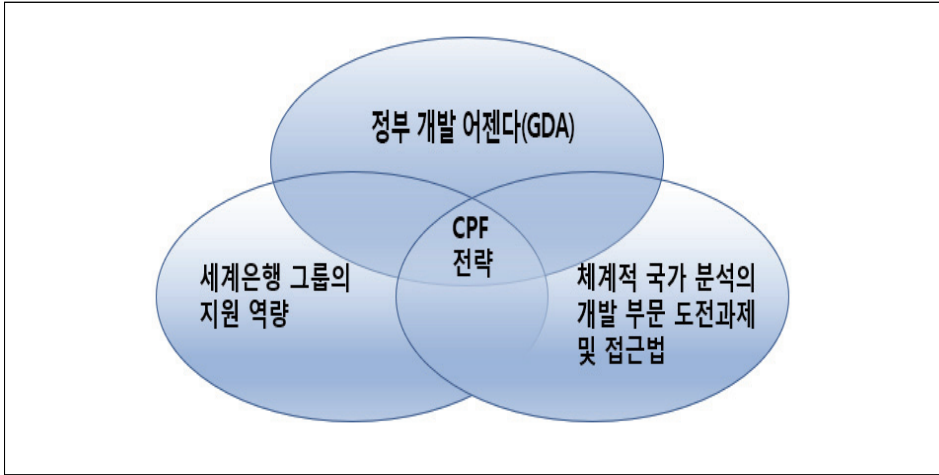 정부 개발 어젠다(GDA)
CPF
전략
세계은행 그룹의
지원 역량
체계적 국가 분석의
개발 부문 도전과제
및 접근법